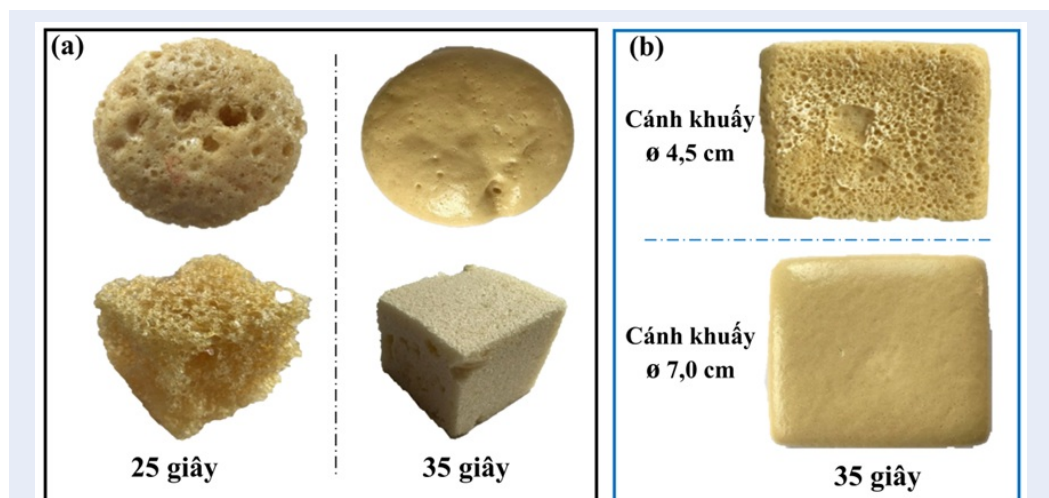 (a)
25 giây
35 giây
(b)
Cánh khuấy
ø 4,5 cm
Cánh khuấy
ø 7,0 cm
35 giây